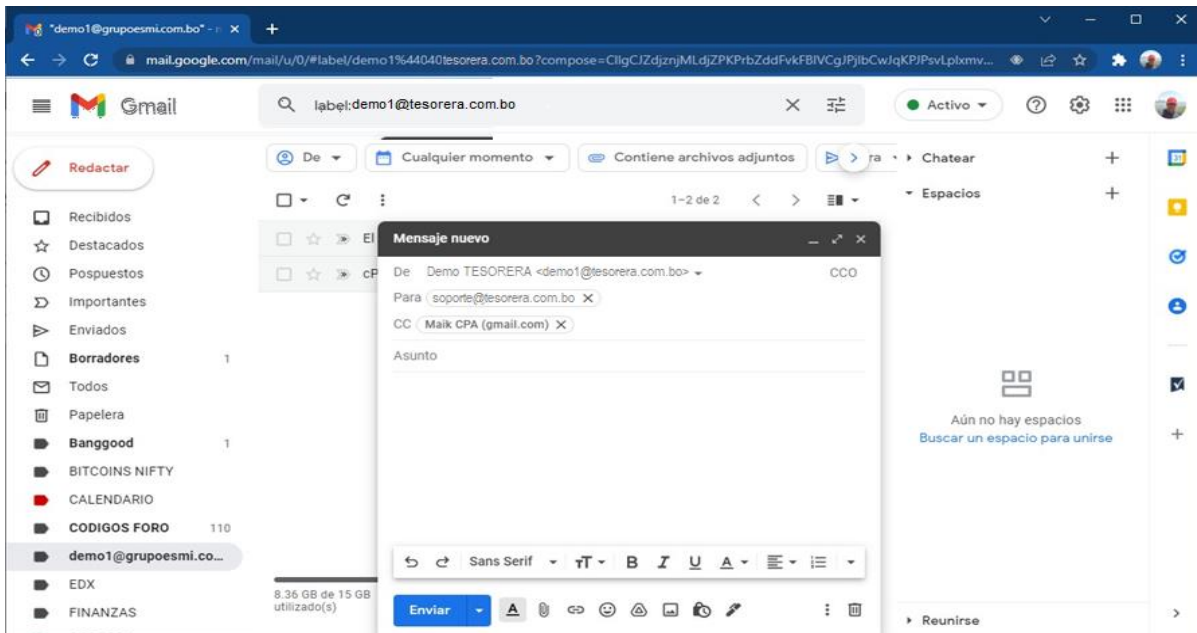 "demo1@grupoesmi.com.bo" -
mail.google.com/mail/u/0/#label/demo1%44040tesorera.com.bo?compose=CllgCJZdjznjMLdjZPKPrbZddFvkFBlVCgJPjlbCwJqKPJPsvLplxmv...
Gmail
label:demo1@tesorera.com.bo
Activo
Redactar
De
Cualquier momento
Contiene archivos adjuntos
Chatear
1-2 de 2
Espacios
Recibidos
Destacados
Pospuestos
Importantes
Enviados
Borradores 1
Todos
Papelera
Banggood 1
BITCOINS NIFTY
CALENDARIO
CODIGOS FORO 110
demo1@grupoesmi.co...
EDX
FINANZAS
El
cP
8.36 GB de 15 GB
utilizado(s)
Mensaje nuevo
De Demo TESORERA <demo1@tesorera.com.bo> CCO
Para soporte@tesorera.com.bo
CC Maik CPA (gmail.com)
Asunto
Sans Serif
Enviar
Aún no hay espacios
Buscar un espacio para unirse
Reunirse